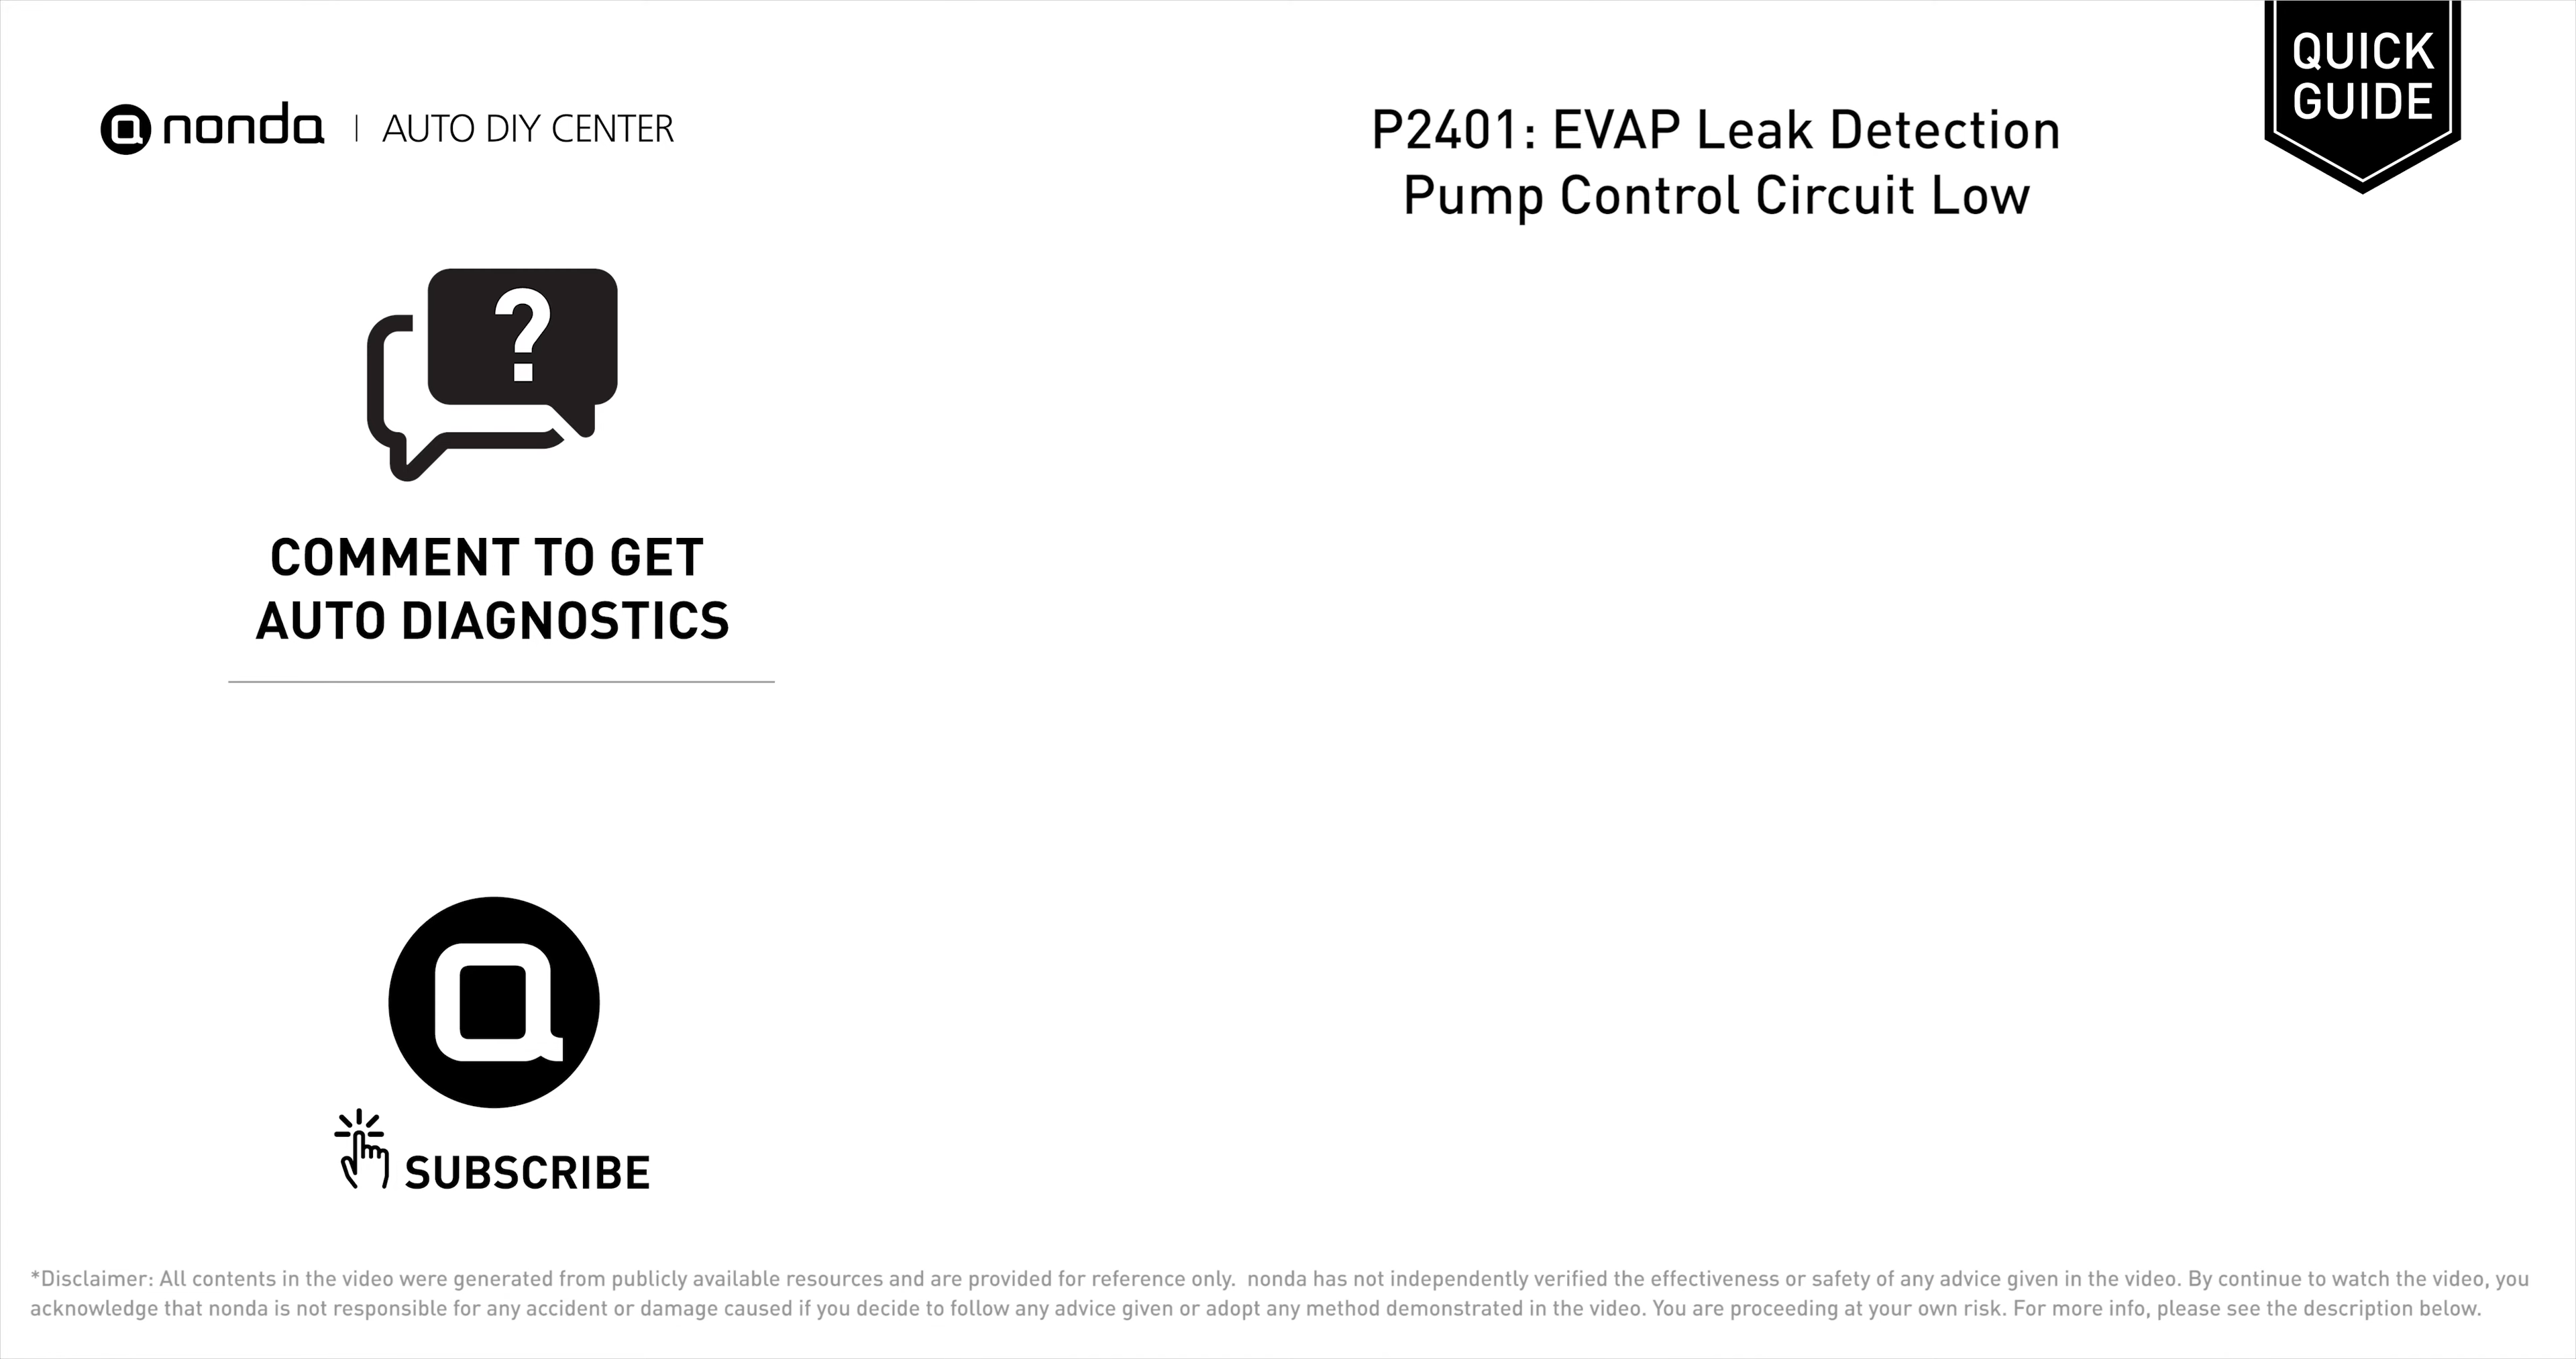 nonda | AUTO DIY CENTER
P2401: EVAP Leak Detection
Pump Control Circuit Low
QUICK
GUIDE
?
COMMENT TO GET
AUTO DIAGNOSTICS
SUBSCRIBE
*Disclaimer: All contents in the video were generated from publicly available resources and are provided for reference only. nonda has not independently verified the effectiveness or safety of any advice given in the video. By continue to watch the video, you
acknowledge that nonda is not responsible for any accident or damage caused if you decide to follow any advice given or adopt any method demonstrated in the video. You are proceeding at your own risk. For more info, please see the description below.